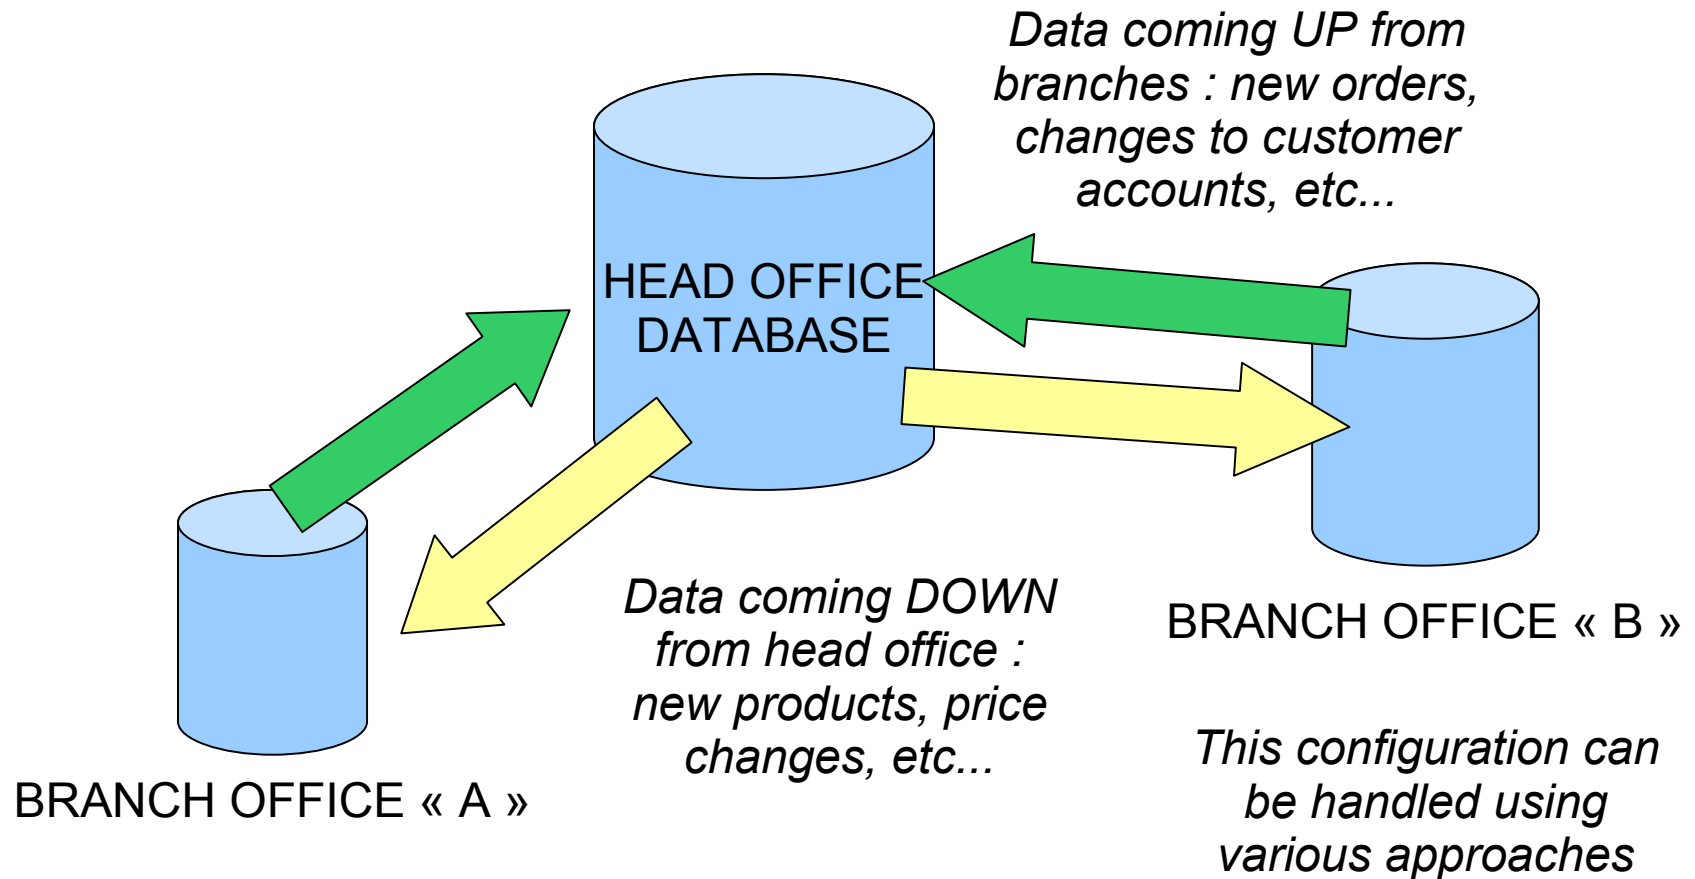 Data coming UP from
branches : new orders,
changes to customer
accounts, etc...
HEAD OFFICE
DATABASE
Data coming DOWN
from head office :
new products, price
changes, etc...
BRANCH OFFICE « B »
BRANCH OFFICE « A »
This configuration can
be handled using
various approaches